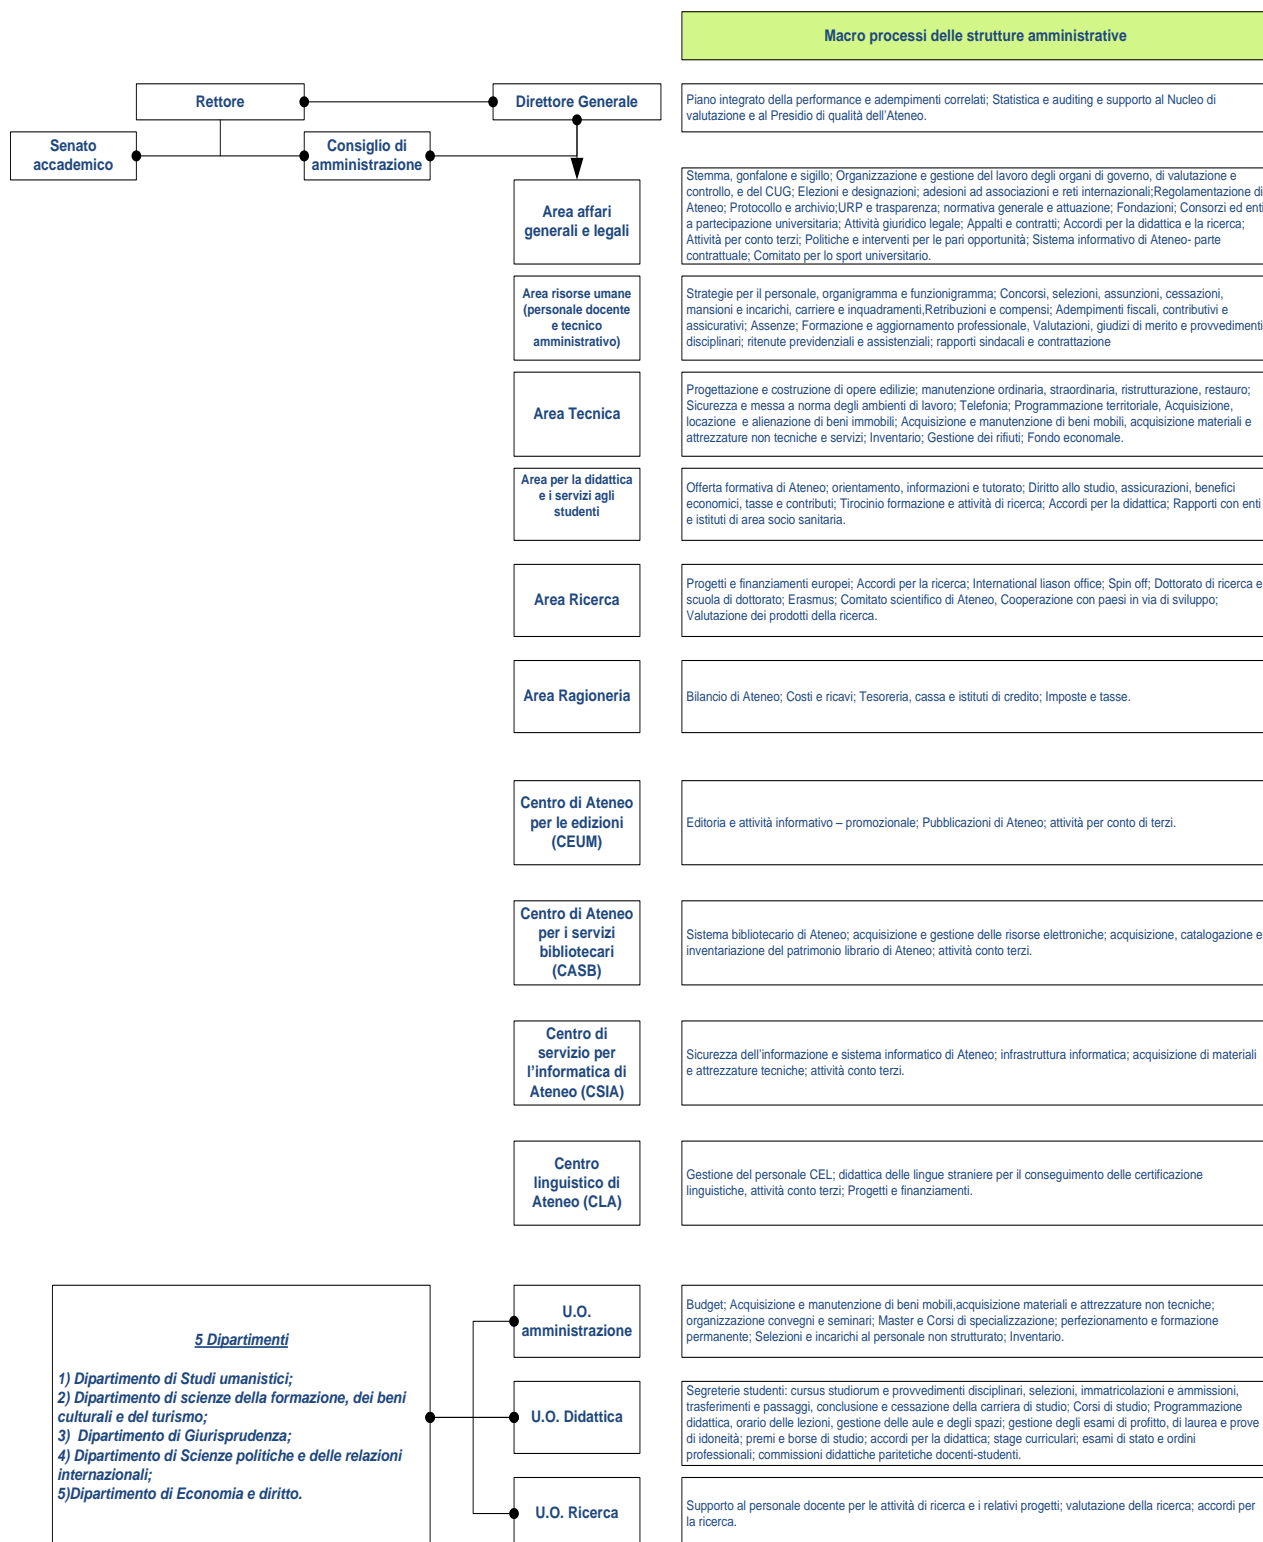 Macro processi delle strutture amministrative
Rettore
Direttore Generale
Piano integrato della performance e adempimenti correlati; Statistica e auditing e supporto al Nucleo di
valutazione e al Presidio di qualità dell'Ateneo.
Senato
accademico
Consiglio di
amministrazione
Area affari
generali e legali
Stemma, gonfalone e sigillo; Organizzazione e gestione del lavoro degli organi di governo, di valutazione e
controllo, e del CUG; Elezioni e designazioni; adesioni ad associazioni e reti internazionali;Regolamentazione di
Ateneo; Protocollo e archivio;URP e trasparenza; normativa generale e attuazione; Fondazioni; Consorzi ed enti
a partecipazione universitaria; Attività giuridico legale; Appalti e contratti; Accordi per la didattica e la ricerca;
Attività per conto terzi; Politiche e interventi per le pari opportunità; Sistema informativo di Ateneo- parte
contrattuale; Comitato per lo sport universitario.
Area risorse umane
(personale docente
e tecnico
amministrativo)
Strategie per il personale, organigramma e funzionigramma; Concorsi, selezioni, assunzioni, cessazioni,
mansioni e incarichi, carriere e inquadramenti,Retribuzioni e compensi; Adempimenti fiscali, contributivi e
assicurativi; Assenze; Formazione e aggiornamento professionale, Valutazioni, giudizi di merito e provvedimenti
disciplinari; ritenute previdenziali e assistenziali; rapporti sindacali e contrattazione
Area Tecnica
Progettazione e costruzione di opere edilizie; manutenzione ordinaria, straordinaria, ristrutturazione, restauro;
Sicurezza e messa a norma degli ambienti di lavoro; Telefonia; Programmazione territoriale, Acquisizione,
locazione e alienazione di beni immobili; Acquisizione e manutenzione di beni mobili, acquisizione materiali e
attrezzature non tecniche e servizi; Inventario; Gestione dei rifiuti; Fondo economale.
Area per la didattica
e i servizi agli
studenti
Offerta formativa di Ateneo; orientamento, informazioni e tutorato; Diritto allo studio, assicurazioni, benefici
economici, tasse e contributi; Tirocinio formazione e attività di ricerca; Accordi per la didattica; Rapporti con enti
e istituti di area socio sanitaria.
Area Ricerca
Progetti e finanziamenti europei; Accordi per la ricerca; International liason office; Spin off; Dottorato di ricerca e
scuola di dottorato; Erasmus; Comitato scientifico di Ateneo, Cooperazione con paesi in via di sviluppo;
Valutazione dei prodotti della ricerca.
Area Ragioneria
Bilancio di Ateneo; Costi e ricavi; Tesoreria, cassa e istituti di credito; Imposte e tasse.
Centro di Ateneo
per le edizioni
(CEUM)
Editoria e attività informativo – promozionale; Pubblicazioni di Ateneo; attività per conto di terzi.
Centro di Ateneo
per i servizi
bibliotecari
(CASB)
Sistema bibliotecario di Ateneo; acquisizione e gestione delle risorse elettroniche; acquisizione, catalogazione e
inventariazione del patrimonio librario di Ateneo; attività conto terzi.
Centro di
servizio per
l'informatica di
Ateneo (CSIA)
Sicurezza dell'informazione e sistema informatico di Ateneo; infrastruttura informatica; acquisizione di materiali
e attrezzature tecniche; attività conto terzi.
Centro
linguistico di
Ateneo (CLA)
Gestione del personale CEL; didattica delle lingue straniere per il conseguimento delle certificazione
linguistiche, attività conto terzi; Progetti e finanziamenti.
5 Dipartimenti
1) Dipartimento di Studi umanistici;
2) Dipartimento di scienze della formazione, dei beni
culturali e del turismo;
3) Dipartimento di Giurisprudenza;
4) Dipartimento di Scienze politiche e delle relazioni
internazionali;
5)Dipartimento di Economia e diritto.
U.O.
amministrazione
Budget; Acquisizione e manutenzione di beni mobili,acquisizione materiali e attrezzature non tecniche;
organizzazione convegni e seminari; Master e Corsi di specializzazione; perfezionamento e formazione
permanente; Selezioni e incarichi al personale non strutturato; Inventario.
U.O. Didattica
Segreterie studenti: cursus studiorum e provvedimenti disciplinari, selezioni, immatricolazioni e ammissioni,
trasferimenti e passaggi, conclusione e cessazione della carriera di studio; Corsi di studio; Programmazione
didattica, orario delle lezioni, gestione delle aule e degli spazi; gestione degli esami di profitto, di laurea e prove
di idoneità; premi e borse di studio; accordi per la didattica; stage curriculari; esami di stato e ordini
professionali; commissioni didattiche paritetiche docenti-studenti.
U.O. Ricerca
Supporto al personale docente per le attività di ricerca e i relativi progetti; valutazione della ricerca; accordi per
la ricerca.